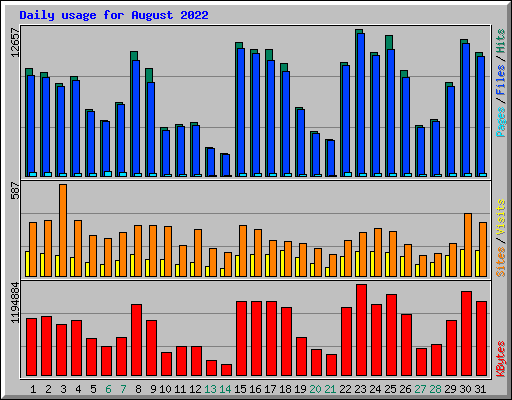 Daily usage for August 2022
12657
Pages / Files / Hits
587
Sites / Visits
1194884
KBytes
1 2 3 4 5 6 7 8 9 10 11 12 13 14 15 16 17 18 19 20 21 22 23 24 25 26 27 28 29 30 31